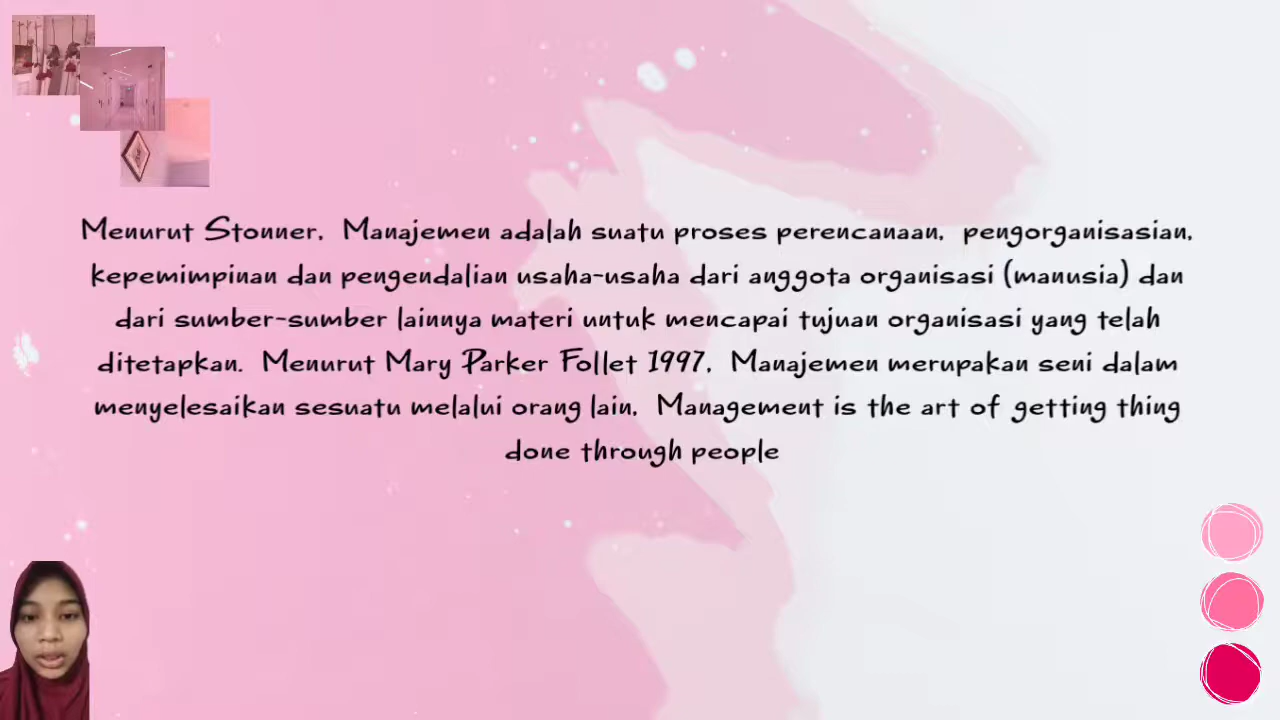 Menurut Stonner, Manajemen adalah suatu proses perencanaan, pengorganisasian,
kepemimpinan dan pengendalian usaha-usaha dari anggota organisasi (manusia) dan
dari sumber-sumber lainnya materi untuk mencapai tujuan organisasi yang telah
ditetapkan. Menurut Mary Parker Follet 1997, Manajemen merupakan seni dalam
menyelesaikan sesuatu melalui orang lain, Management is the art of getting thing
done through people